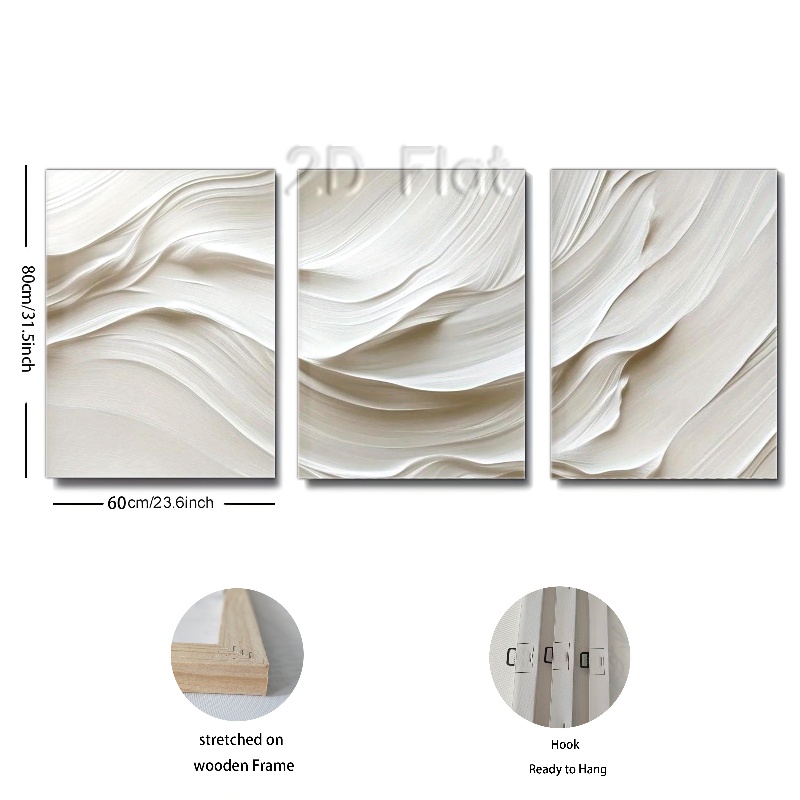 2D Flat
80cm/31.5inch
60cm/23.6inch
stretched on
wooden Frame
Hook
Ready to Hang